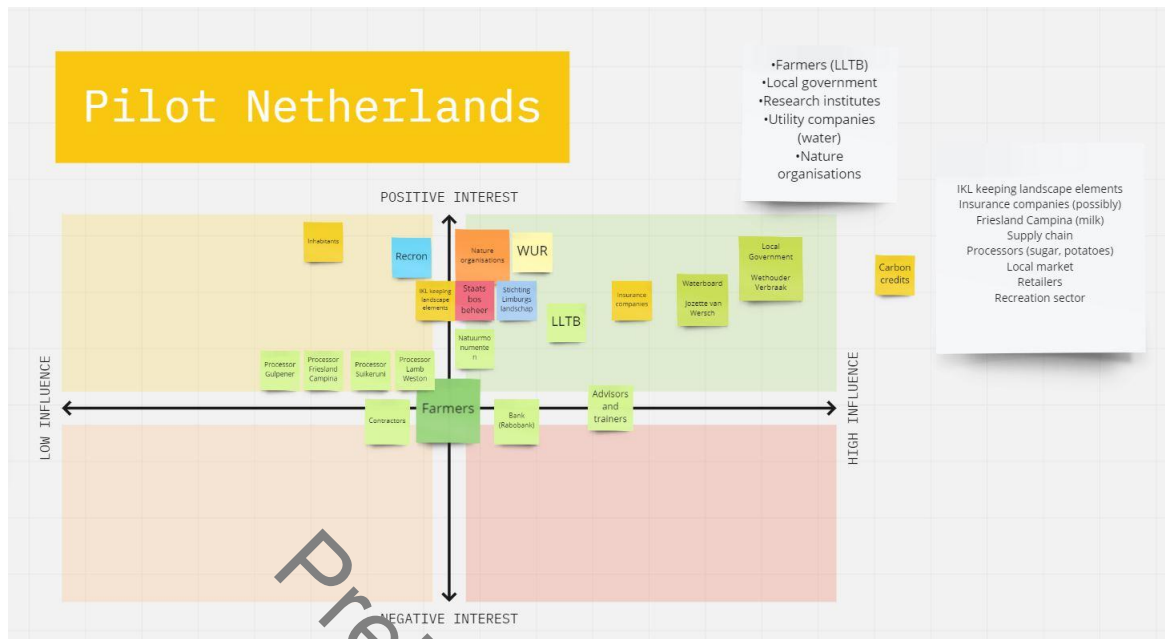 Pilot Netherlands
•Farmers (LLTB)
•Local government
•Research institutes
•Utility companies
(water)
•Nature
organisations
IKL keeping landscape elements
Insurance companies (possibly)
Friesland Campina (milk)
Supply chain
Processors (sugar, potatoes)
Local market
Retailers
Recreation sector
POSITIVE INTEREST
Inhabitants
Recron
Nature
organisations
WUR
Local
Government
Wethouder
Verbraak
Carbon
credits
IKL keeping
landscape
elements
Staats
bos
beheer
Stichting
Limburgs
landschap
LLTB
Insurance
companies
Waterboard
Jozette van
Wersch
Natuurmo
numente
n
Processor
Gulpener
Processor
Friesland
Campina
Processor
Suikeruni
Processor
Lamb
Weston
LOW INFLUENCE
HIGH INFLUENCE
Contractors
Farmers
Bank
(Rabobank)
Advisors
and
trainers
NEGATIVE INTEREST